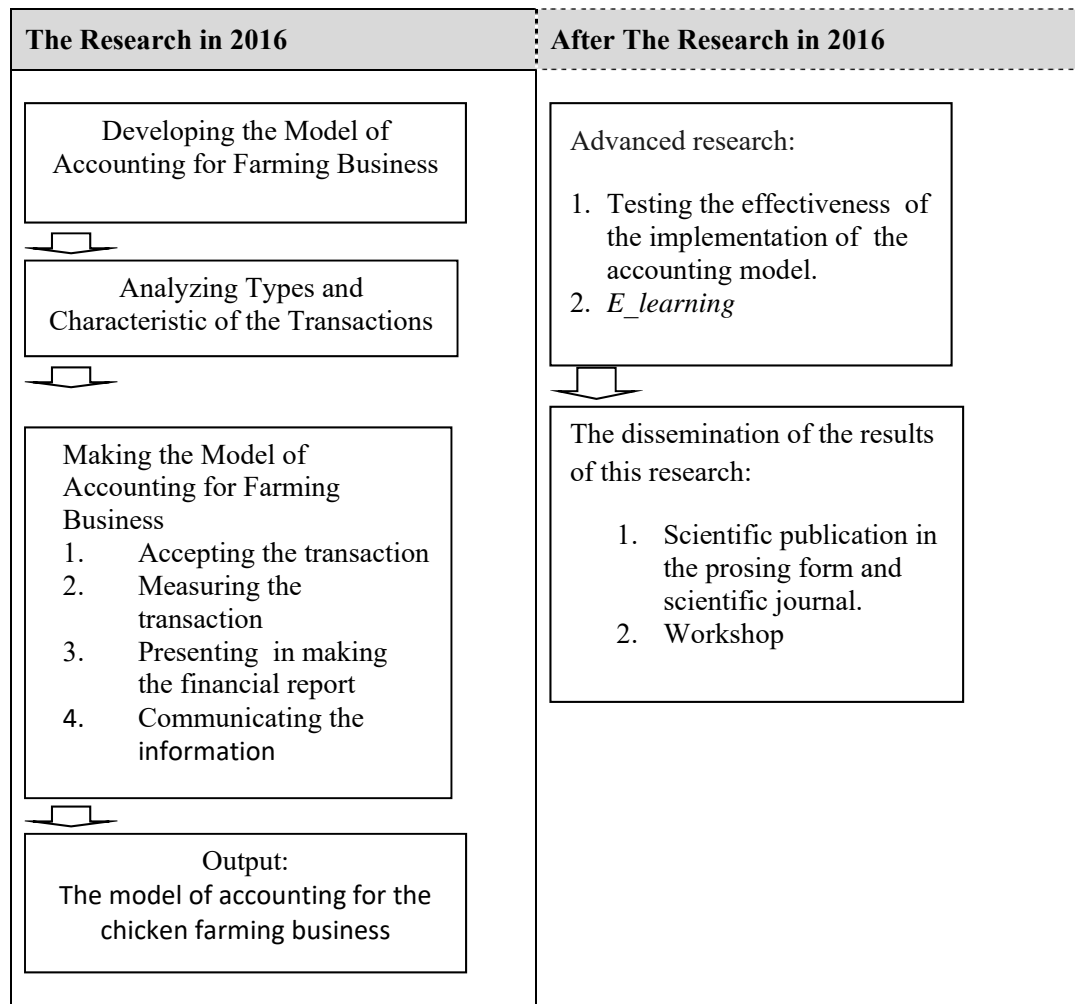 The Research in 2016
Developing the Model of
Accounting for Farming Business
Analyzing Types and
Characteristic of the Transactions
Making the Model of
Accounting for Farming
Business
1. Accepting the transaction
2. Measuring the
transaction
3. Presenting in making
the financial report
4. Communicating the
information
Output:
The model of accounting for the
chicken farming business
After The Research in 2016
Advanced research:
1. Testing the effectiveness of
the implementation of the
accounting model.
2. E_learning
The dissemination of the results
of this research:
1. Scientific publication in
the prosing form and
scientific journal.
2. Workshop